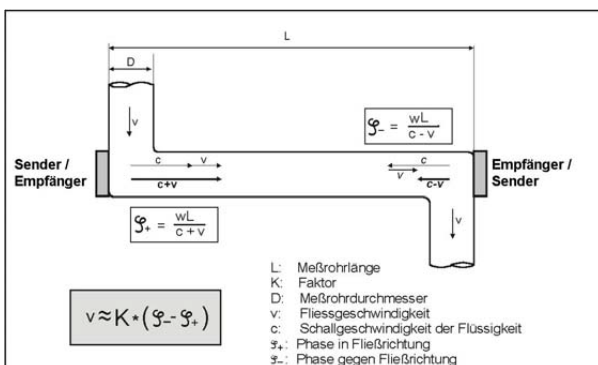 L
D
v
φ₋ = wL / c - v
Sender / Empfänger
c v
c+v
c
v
c-v
Empfänger / Sender
φ₊ = wL / c + v
v
v ≈ K * (φ₋ - φ₊)
L: Meßrohrlänge
K: Faktor
D: Meßrohrdurchmesser
v: Fliessgeschwindigkeit
c: Schallgeschwindigkeit der Flüssigkeit
φ₊: Phase in Fließrichtung
φ₋: Phase gegen Fließrichtung